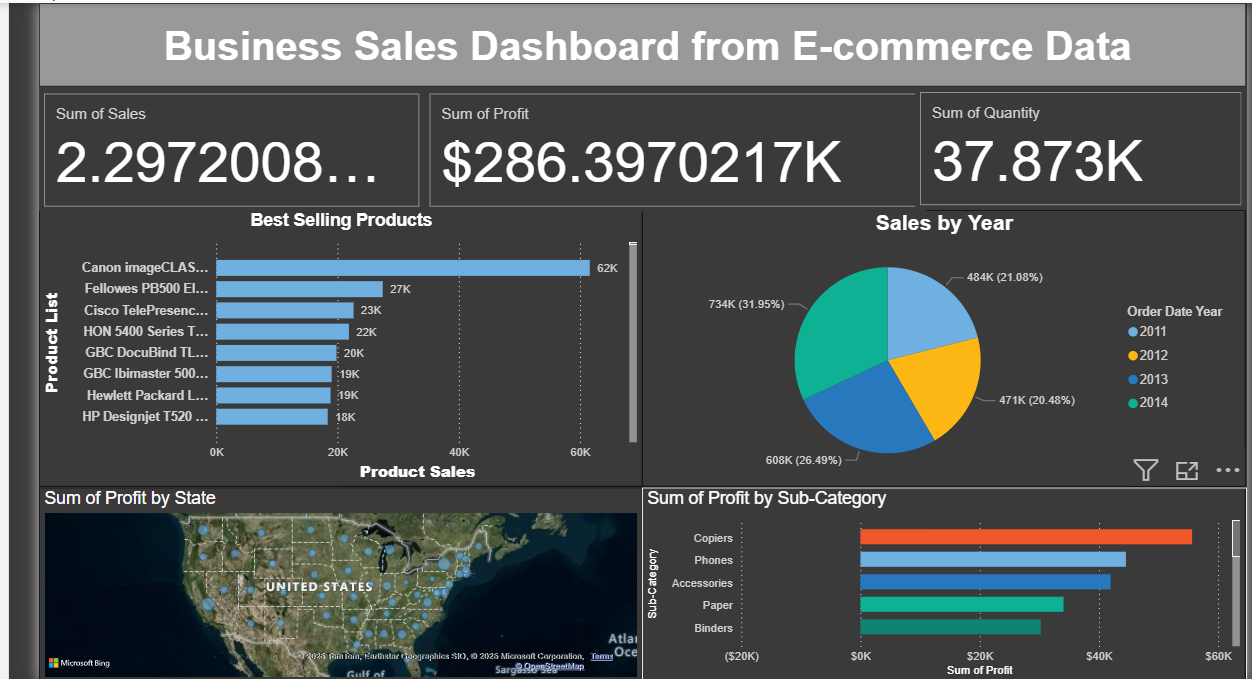 Business Sales Dashboard from E-commerce Data
Sum of Sales
2.2972008...
Sum of Profit
$286.3970217K
Sum of Quantity
37.873K
Best Selling Products
Product List
Canon imageCLAS...
62K
Fellowes PB500 El...
27K
Cisco TelePresenc...
23K
HON 5400 Series T...
22K
GBC DocuBind TL...
20K
GBC Ibimaster 500...
19K
Hewlett Packard L...
19K
HP Designjet T520 ...
18K
0K
20K
40K
60K
Product Sales
Sales by Year
484K (21.08%)
734K (31.95%)
471K (20.48%)
608K (26.49%)
Order Date Year
2011
2012
2013
2014
Sum of Profit by State
UNITED STATES
Gulf of
Sargasso Sea
Microsoft Bing
© 2025 TomTom, Earthstar Geographics SIO, © 2025 Microsoft Corporation, Terms
© OpenStreetMap
Sum of Profit by Sub-Category
Sub-Category
Copiers
Phones
Accessories
Paper
Binders
($20K)
$0K
$20K
$40K
$60K
Sum of Profit